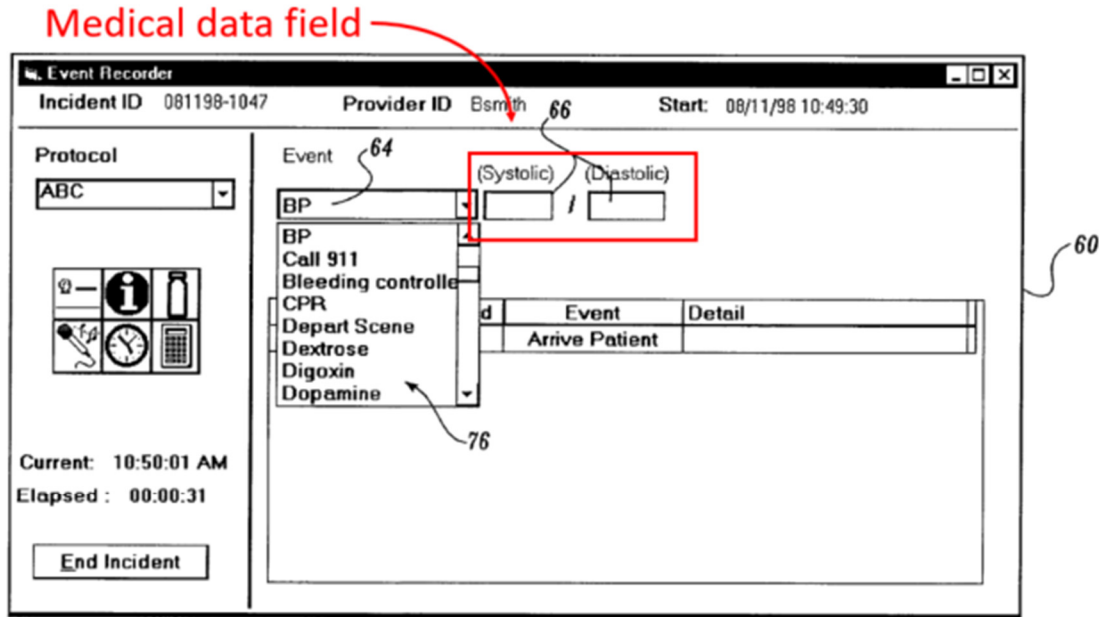 Medical data field
Event Recorder
Incident ID 081198-1047 Provider ID Bsmith Start: 08/11/98 10:49:30
66
Protocol
ABC
Event
64
(Systolic) (Diastolic)
BP
/
BP
Call 911
Bleeding controlle
CPR
Depart Scene
Dextrose
Digoxin
Dopamine
76
d Event Detail
Arrive Patient
60
Current: 10:50:01 AM
Elapsed : 00:00:31
End Incident